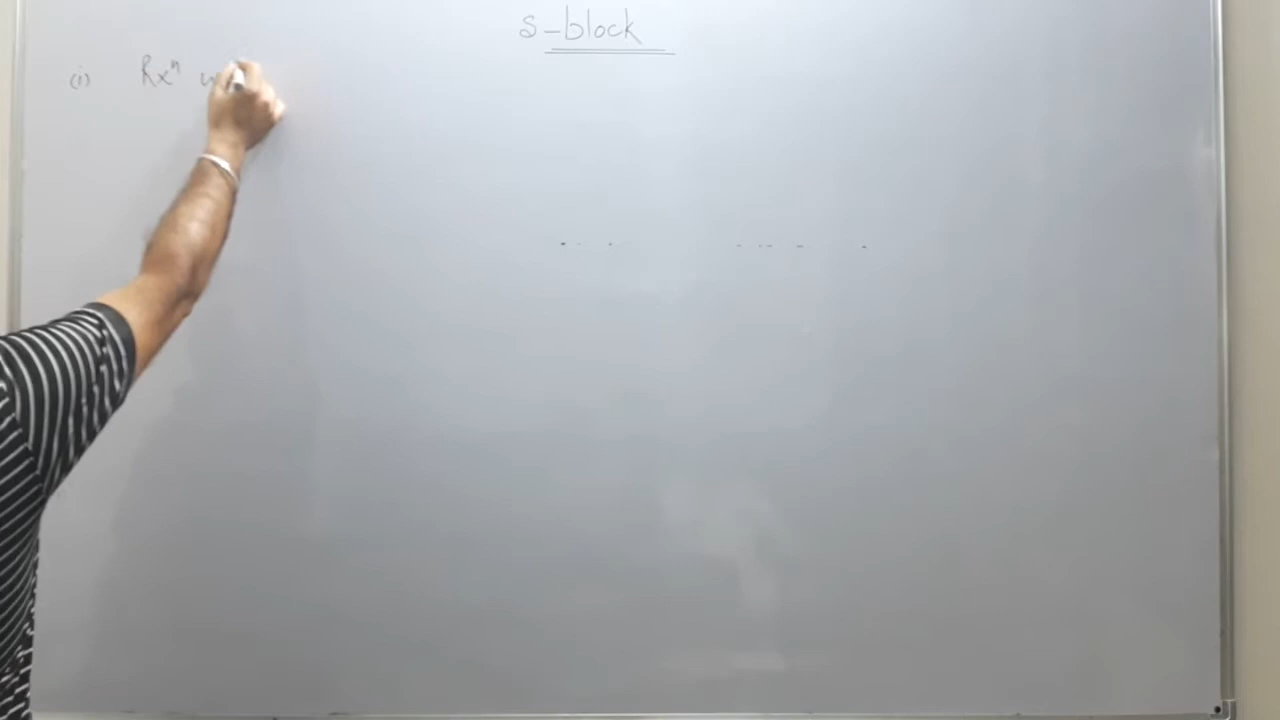 s-block
(i) Rxⁿ